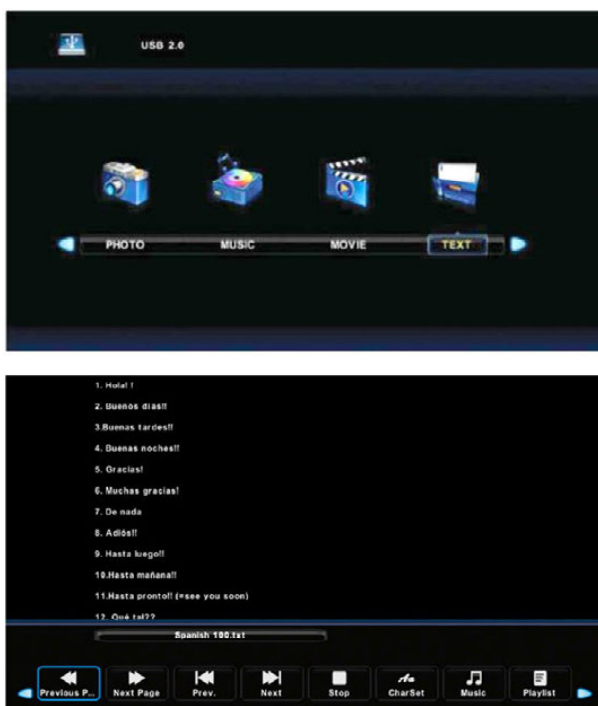 USB 2.0
PHOTO MUSIC MOVIE TEXT
1. Hola! !
2. Buenos dias!!
3.Buenas tardes!!
4. Buenas noches!!
5. Gracias!
6. Muchas gracias!
7. De nada
8. Adiós!!
9. Hasta luego!!
10.Hasta mañana!!
11.Hasta pronto!! (=see you soon)
12. Qué tal??
Spanish 100.txt
Previous P... Next Page Prev. Next Stop CharSet Music Playlist